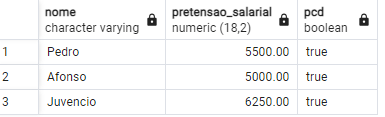 nome pretensao_salarial pcd
character varying numeric (18,2) boolean
1 Pedro 5500.00 true
2 Afonso 5000.00 true
3 Juvencio 6250.00 true